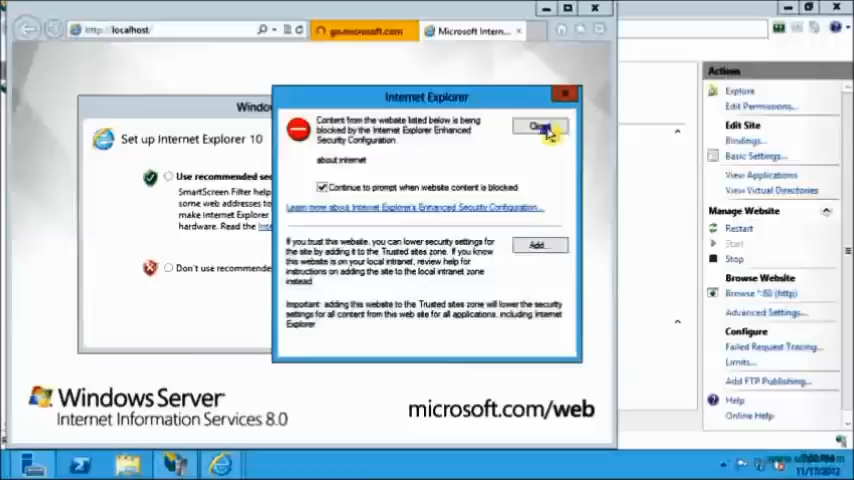 http://localhost/
go.microsoft.com
Microsoft Intern...
Actions
Explore
Edit Permissions...
Edit Site
Bindings...
Basic Settings...
View Applications
View Virtual Directories
Manage Website
Restart
Start
Stop
Browse Website
Browse *:80 (http)
Advanced Settings...
Configure
Failed Request Tracing...
Limits...
Add FTP Publishing...
Help
Online Help
Window
Set up Internet Explorer 10
Use recommended se
SmartScreen Filter help
some web addresses to
make Internet Explorer
hardware. Read the Inte
Don't use recommende
Internet Explorer
Content from the website listed below is being
blocked by the Internet Explorer Enhanced
Security Configuration.
Close
about:internet
Continue to prompt when website content is blocked
Learn more about Internet Explorer's Enhanced Security Configuration...
If you trust this website, you can lower security settings for
the site by adding it to the Trusted sites zone. If you know
this website is on your local intranet, review help for
instructions on adding the site to the local intranet zone
instead.
Add...
Important: adding this website to the Trusted sites zone will lower the security
settings for all content from this web site for all applications, including Internet
Explorer
Windows Server
Internet Information Services 8.0
microsoft.com/web
11/17/2012